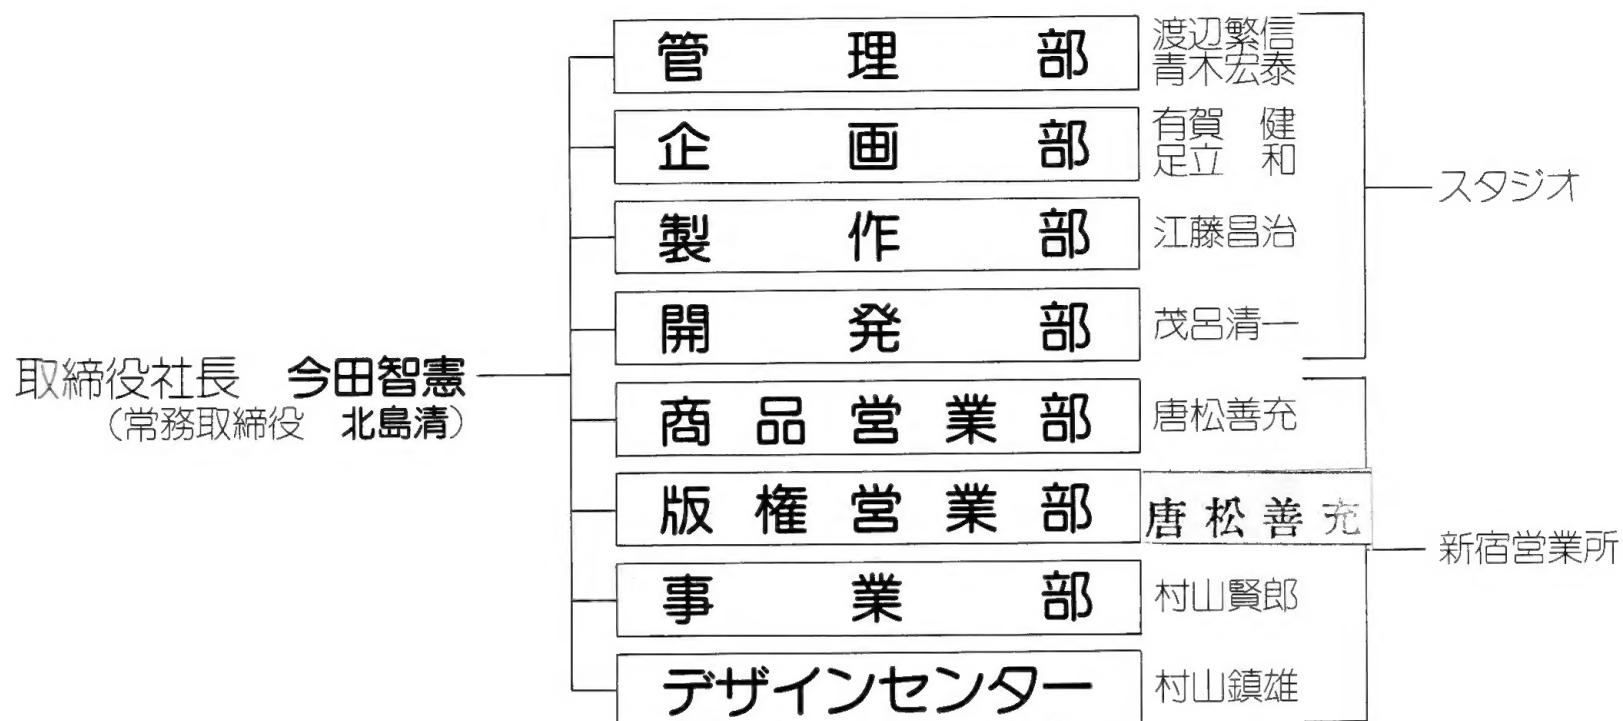 管理部
渡辺繁信
青木宏泰
企画部
有賀　健
足立　和
製作部
江藤昌治
開発部
茂呂清一
スタジオ
取締役社長　今田智憲
（常務取締役　北島清）
商品営業部
唐松善充
版権営業部
唐松善充
事業部
村山賢郎
デザインセンター
村山鎮雄
新宿営業所